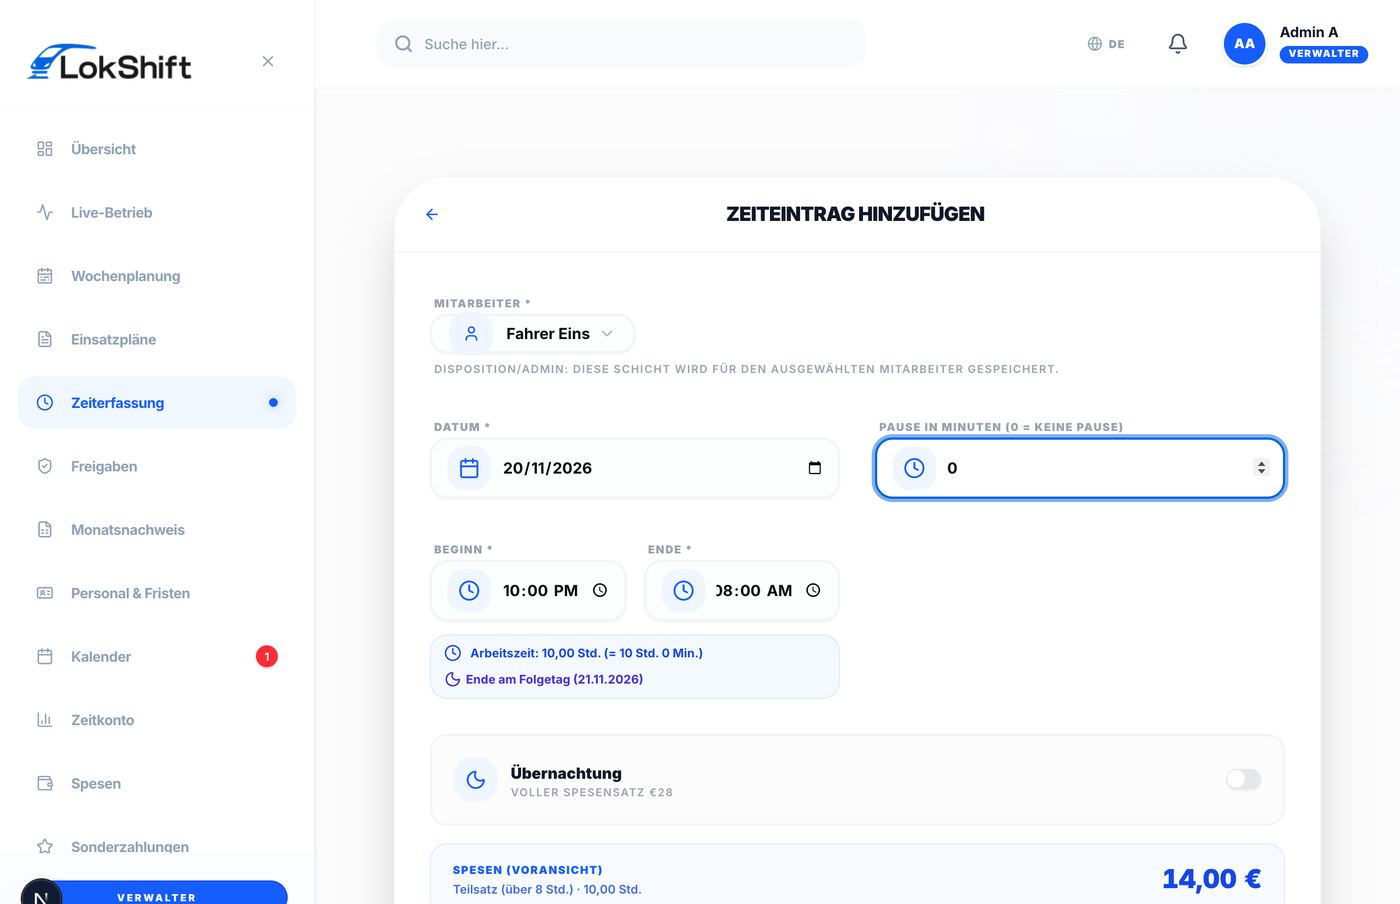 LokShift
Suche hier...
DE
AA
Admin A
VERWALTER
Übersicht
Live-Betrieb
Wochenplanung
Einsatzpläne
Zeiterfassung
Freigaben
Monatsnachweis
Personal & Fristen
Kalender
1
Zeitkonto
Spesen
Sonderzahlungen
N
VERWALTER
ZEITEINTRAG HINZUFÜGEN
MITARBEITER *
Fahrer Eins
DISPOSITION/ADMIN: DIESE SCHICHT WIRD FÜR DEN AUSGEWÄHLTEN MITARBEITER GESPEICHERT.
DATUM *
20/11/2026
PAUSE IN MINUTEN (0 = KEINE PAUSE)
0
BEGINN *
10:00 PM
ENDE *
08:00 AM
Arbeitszeit: 10,00 Std. (= 10 Std. 0 Min.)
Ende am Folgetag (21.11.2026)
Übernachtung
VOLLER SPESENSATZ €28
SPESEN (VORANSICHT)
Teilsatz (über 8 Std.) · 10,00 Std.
14,00 €